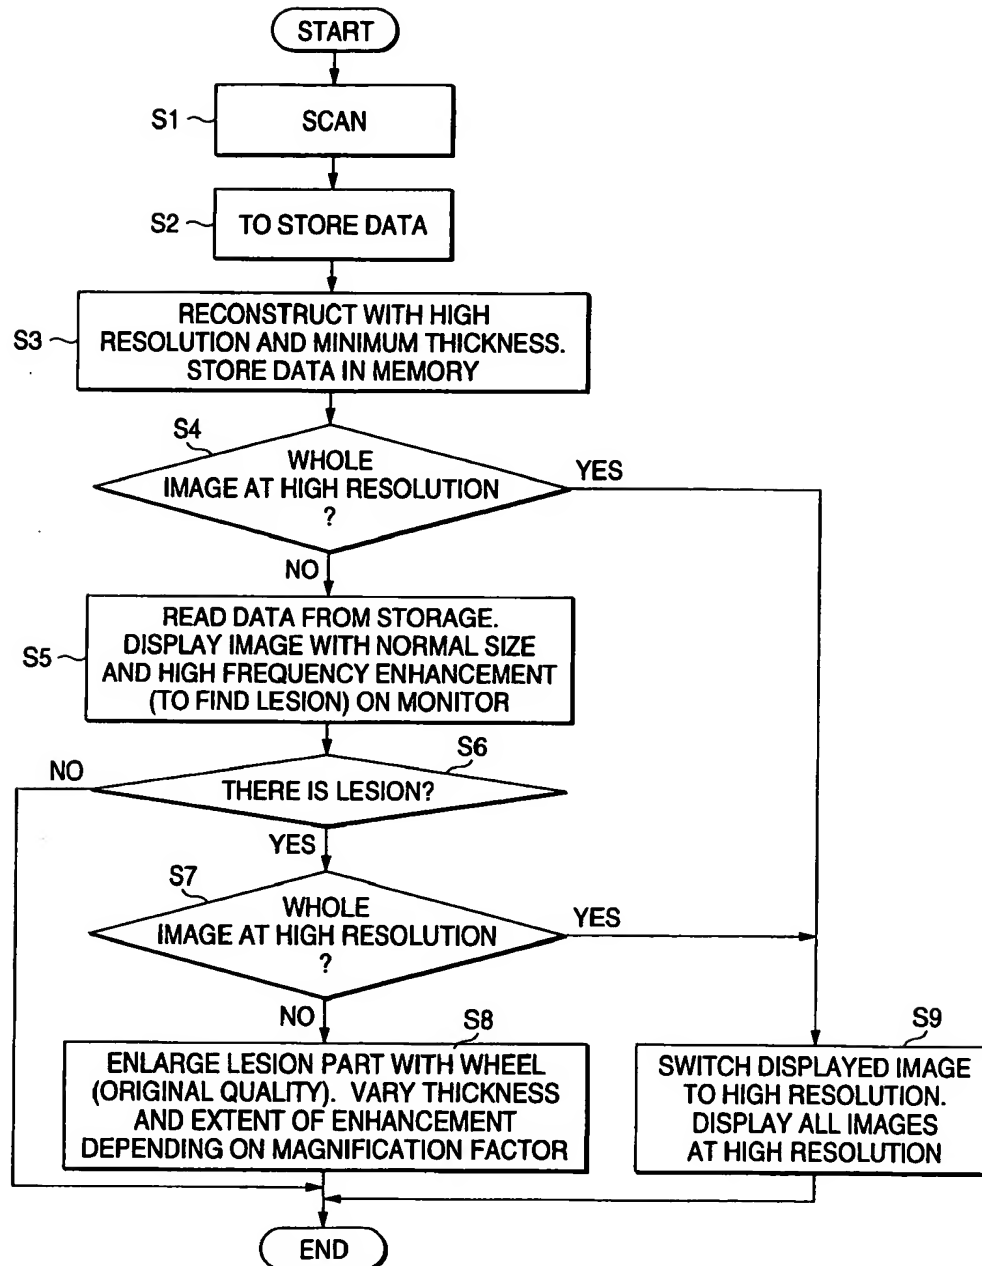 START
S1
SCAN
S2
TO STORE DATA
S3
RECONSTRUCT WITH HIGH
RESOLUTION AND MINIMUM THICKNESS.
STORE DATA IN MEMORY
S4
WHOLE
IMAGE AT HIGH RESOLUTION
?
YES
NO
S5
READ DATA FROM STORAGE.
DISPLAY IMAGE WITH NORMAL SIZE
AND HIGH FREQUENCY ENHANCEMENT
(TO FIND LESION) ON MONITOR
S6
NO
THERE IS LESION?
YES
S7
WHOLE
IMAGE AT HIGH RESOLUTION
?
YES
NO
S8
ENLARGE LESION PART WITH WHEEL
(ORIGINAL QUALITY). VARY THICKNESS
AND EXTENT OF ENHANCEMENT
DEPENDING ON MAGNIFICATION FACTOR
S9
SWITCH DISPLAYED IMAGE
TO HIGH RESOLUTION.
DISPLAY ALL IMAGES
AT HIGH RESOLUTION
END